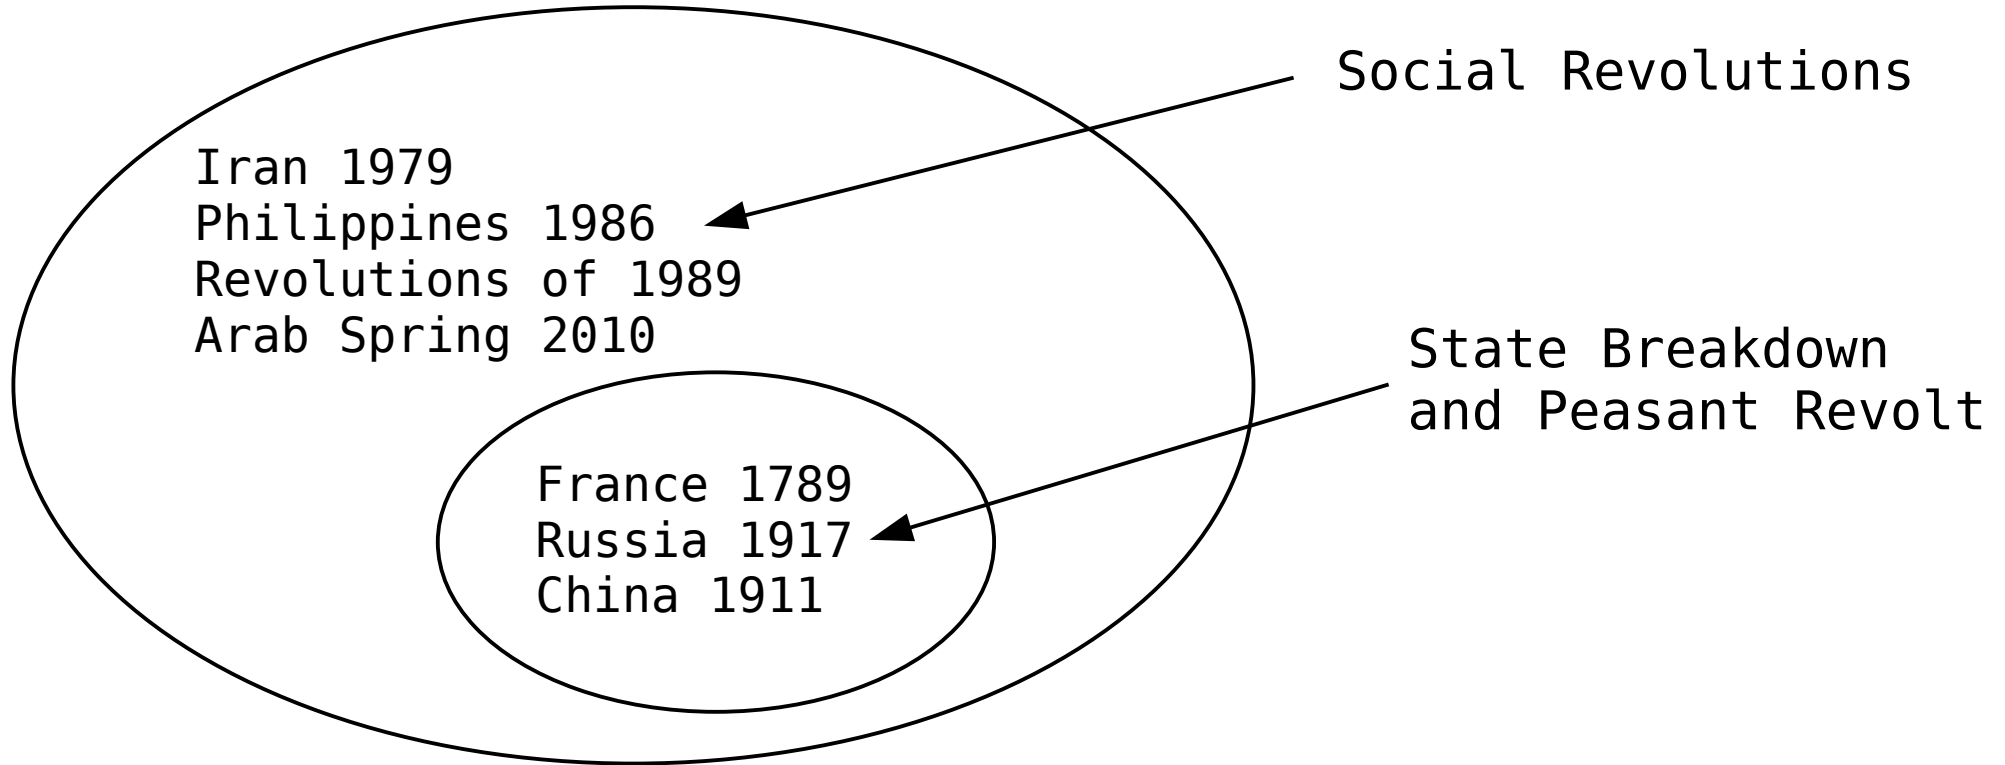 Social Revolutions
Iran 1979
Philippines 1986
Revolutions of 1989
Arab Spring 2010
State Breakdown
and Peasant Revolt
France 1789
Russia 1917
China 1911